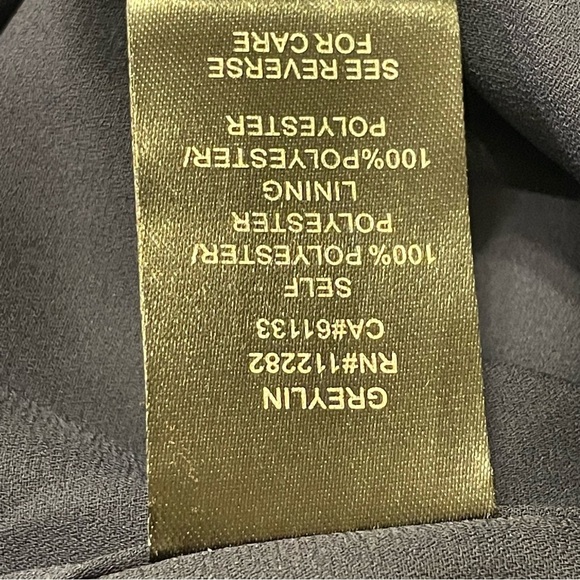 GREYLIN
RN#112282
CA#61133
SELF
100% POLYESTER/
POLYESTER
LINING
100%POLYESTER/
POLYESTER
SEE REVERSE
FOR CARE